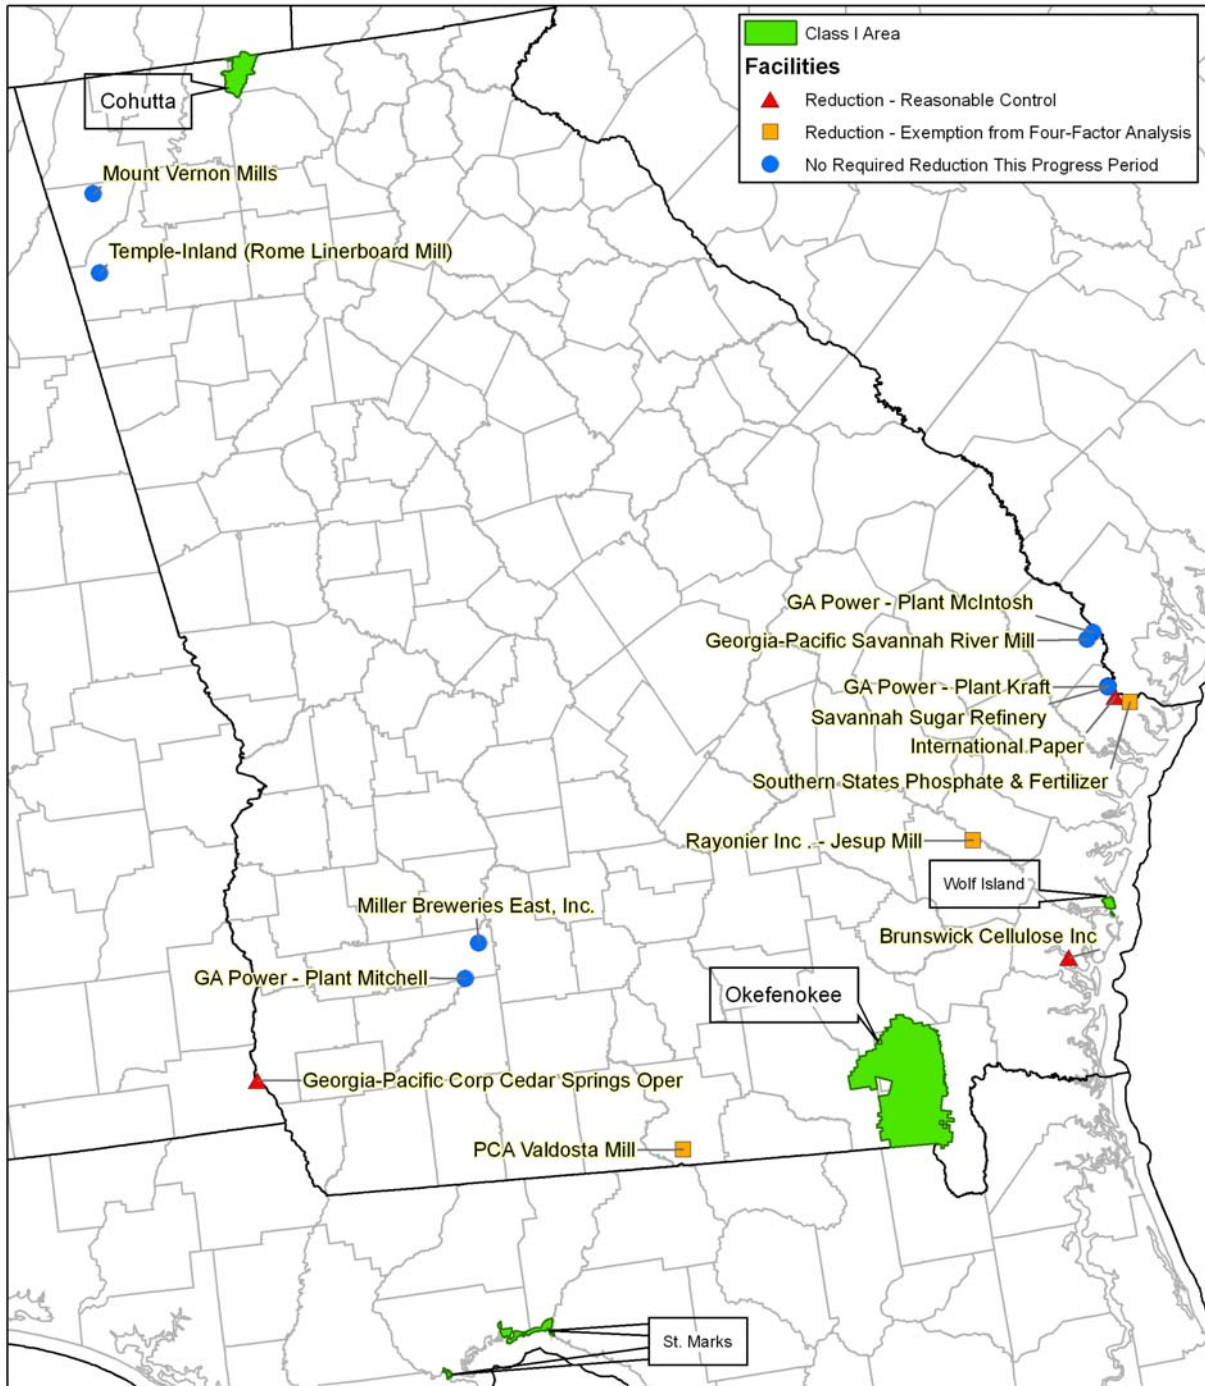 Class I Area
Facilities
Reduction - Reasonable Control
Reduction - Exemption from Four-Factor Analysis
No Required Reduction This Progress Period
Cohutta
Mount Vernon Mills
Temple-Inland (Rome Linerboard Mill)
GA Power - Plant McIntosh
Georgia-Pacific Savannah River Mill
GA Power - Plant Kraft
Savannah Sugar Refinery
International Paper
Southern States Phosphate & Fertilizer
Rayonier Inc . - Jesup Mill
Wolf Island
Miller Breweries East, Inc.
Brunswick Cellulose Inc
GA Power - Plant Mitchell
Okefenokee
Georgia-Pacific Corp Cedar Springs Oper
PCA Valdosta Mill
St. Marks